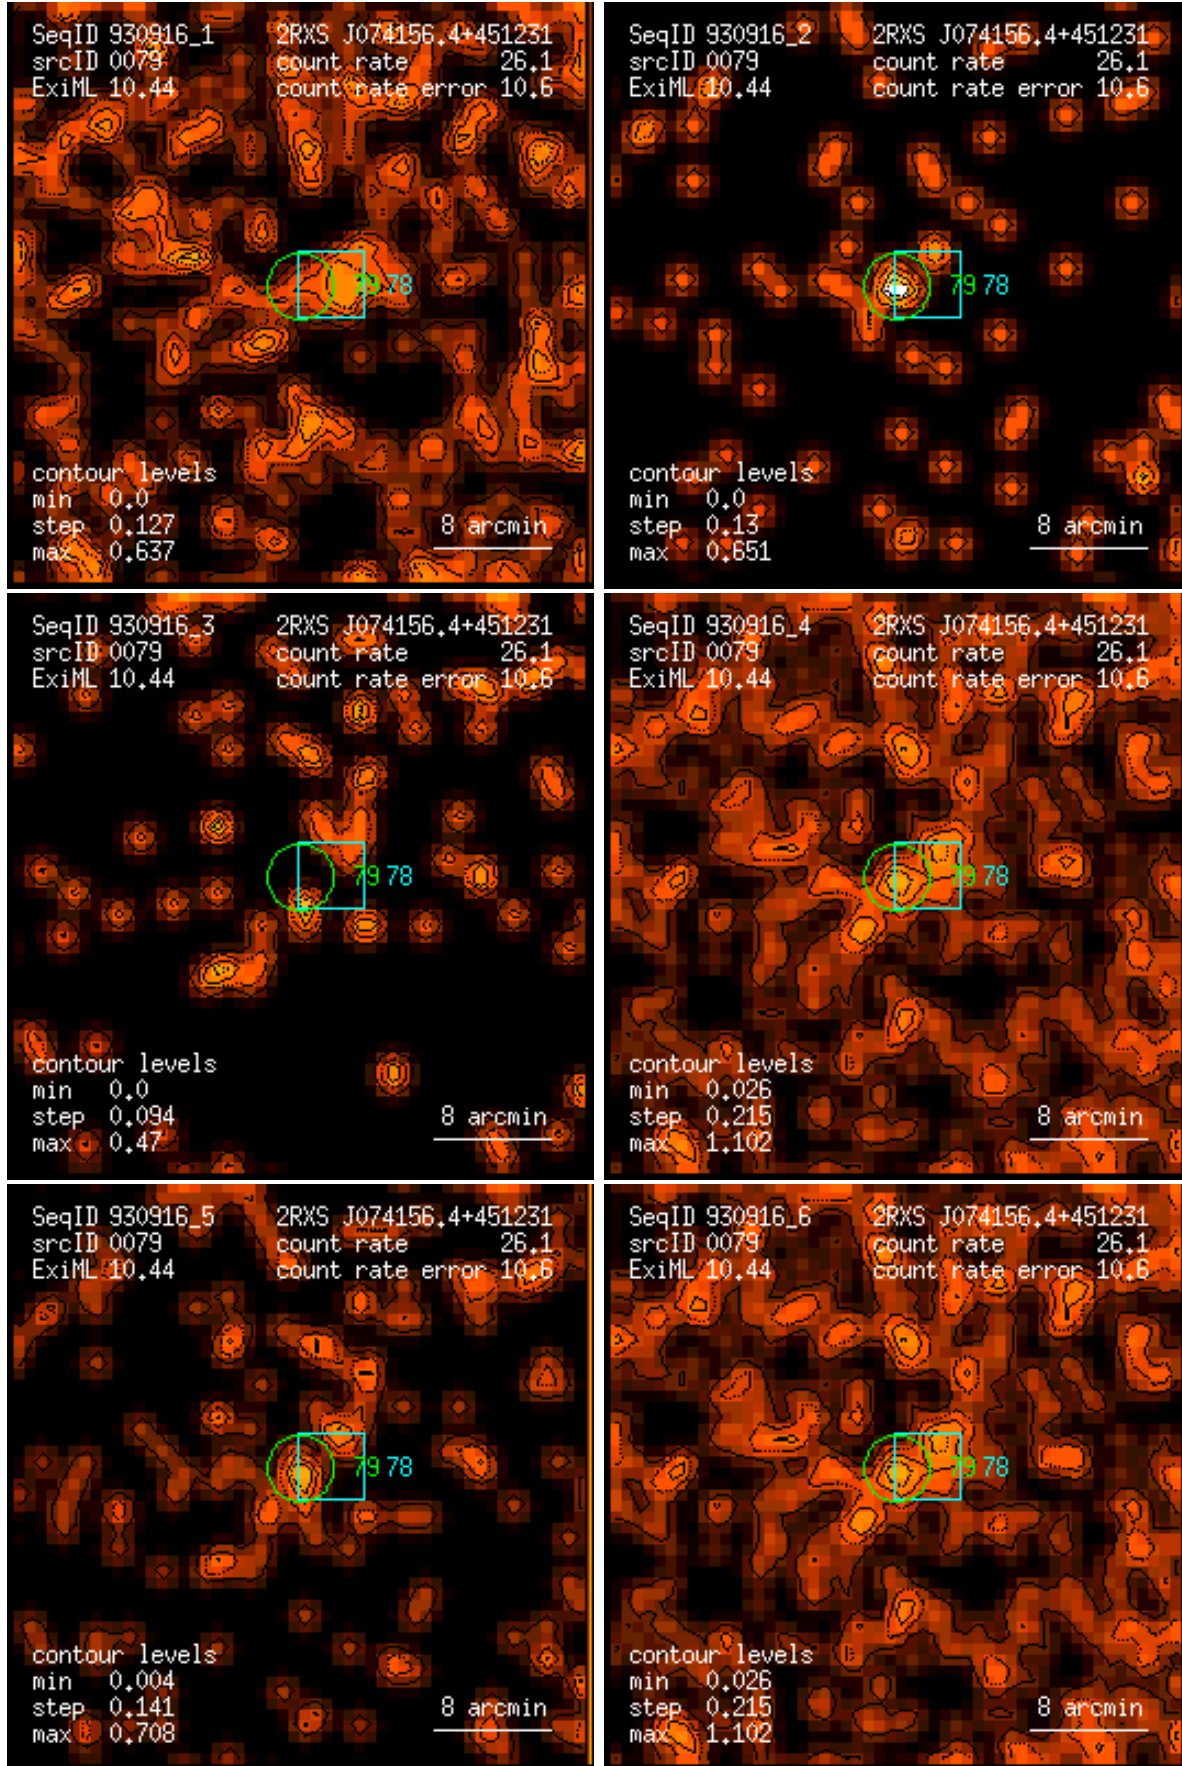 SeqID 930916_1 2RXS J074156.4+451231
srcID 0079 count rate 26.1
ExiML 10.44 count rate error 10.6
79 78
contour levels
min 0.0
step 0.127 8 arcmin
max 0.637
SeqID 930916_2 2RXS J074156.4+451231
srcID 0079 count rate 26.1
ExiML 10.44 count rate error 10.6
79 78
contour levels
min 0.0
step 0.13 8 arcmin
max 0.651
SeqID 930916_3 2RXS J074156.4+451231
srcID 0079 count rate 26.1
ExiML 10.44 count rate error 10.6
79 78
contour levels
min 0.0
step 0.094 8 arcmin
max 0.47
SeqID 930916_4 2RXS J074156.4+451231
srcID 0079 count rate 26.1
ExiML 10.44 count rate error 10.6
79 78
contour levels
min 0.026
step 0.215 8 arcmin
max 1.102
SeqID 930916_5 2RXS J074156.4+451231
srcID 0079 count rate 26.1
ExiML 10.44 count rate error 10.6
79 78
contour levels
min 0.004
step 0.141 8 arcmin
max 0.708
SeqID 930916_6 2RXS J074156.4+451231
srcID 0079 count rate 26.1
ExiML 10.44 count rate error 10.6
79 78
contour levels
min 0.026
step 0.215 8 arcmin
max 1.102